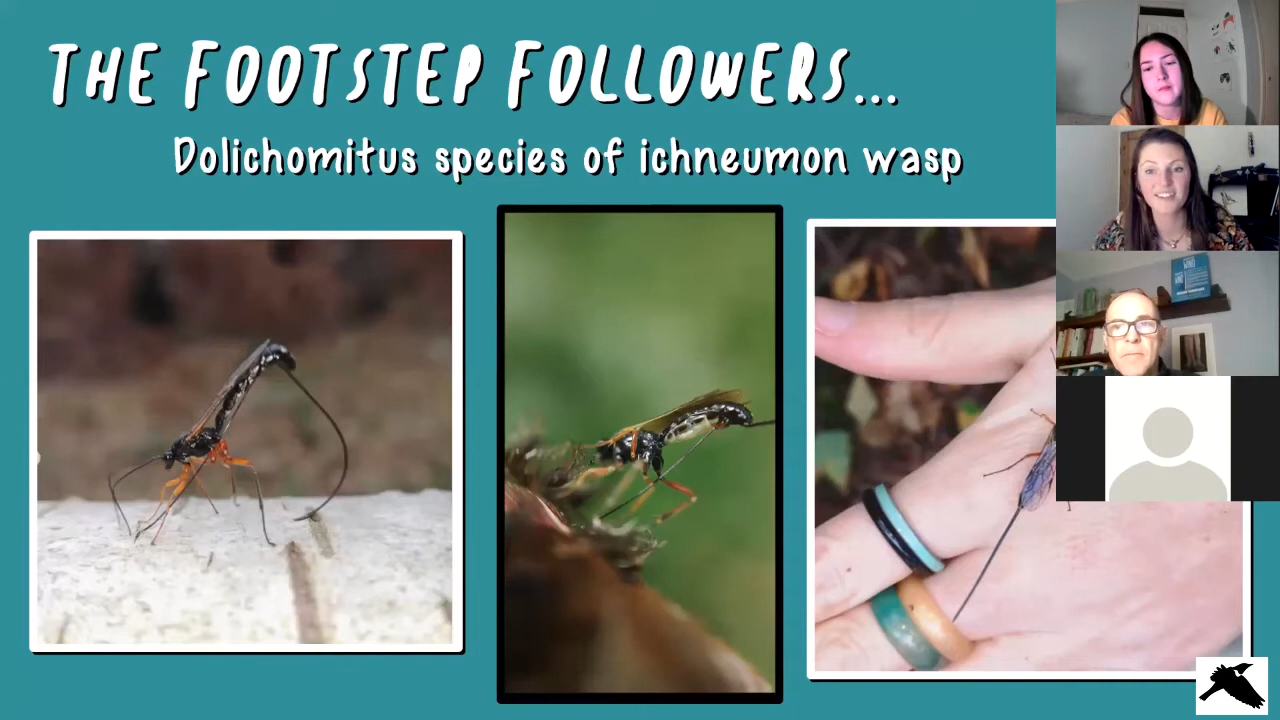 THE FOOTSTEP FOLLOWERS...
Dolichomitus species of ichneumon wasp